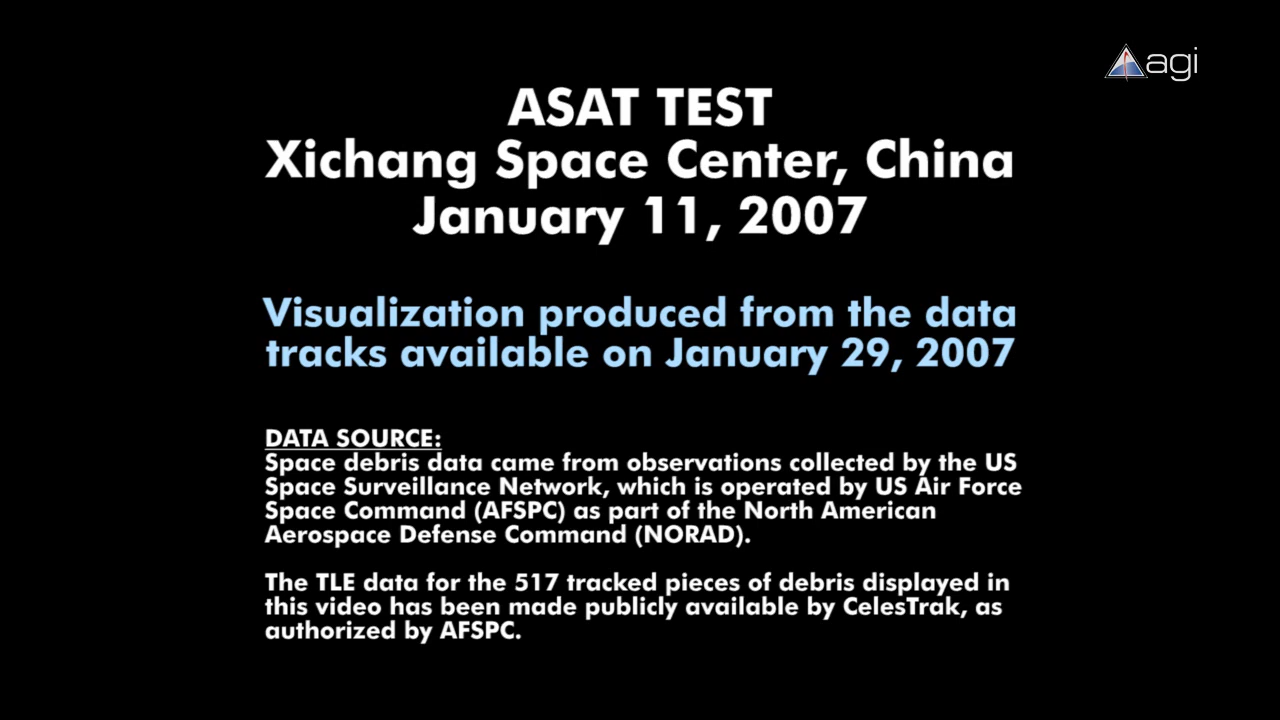 agi
ASAT TEST
Xichang Space Center, China
January 11, 2007
Visualization produced from the data
tracks available on January 29, 2007
DATA SOURCE:
Space debris data came from observations collected by the US
Space Surveillance Network, which is operated by US Air Force
Space Command (AFSPC) as part of the North American
Aerospace Defense Command (NORAD).
The TLE data for the 517 tracked pieces of debris displayed in
this video has been made publicly available by CelesTrak, as
authorized by AFSPC.